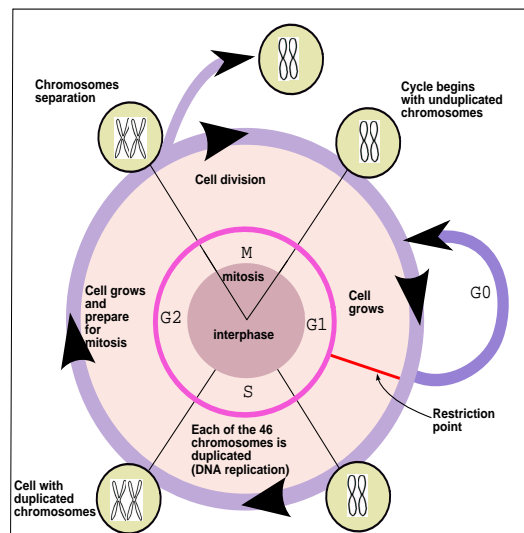 Chromosomes
separation
Cycle begins
with unduplicated
chromosomes
Cell division
M
mitosis
Cell grows
and
prepare
for
mitosis
G2
interphase
G1
Cell
grows
G0
S
Restriction
point
Each of the 46
chromosomes is
duplicated
(DNA replication)
Cell with
duplicated
chromosomes